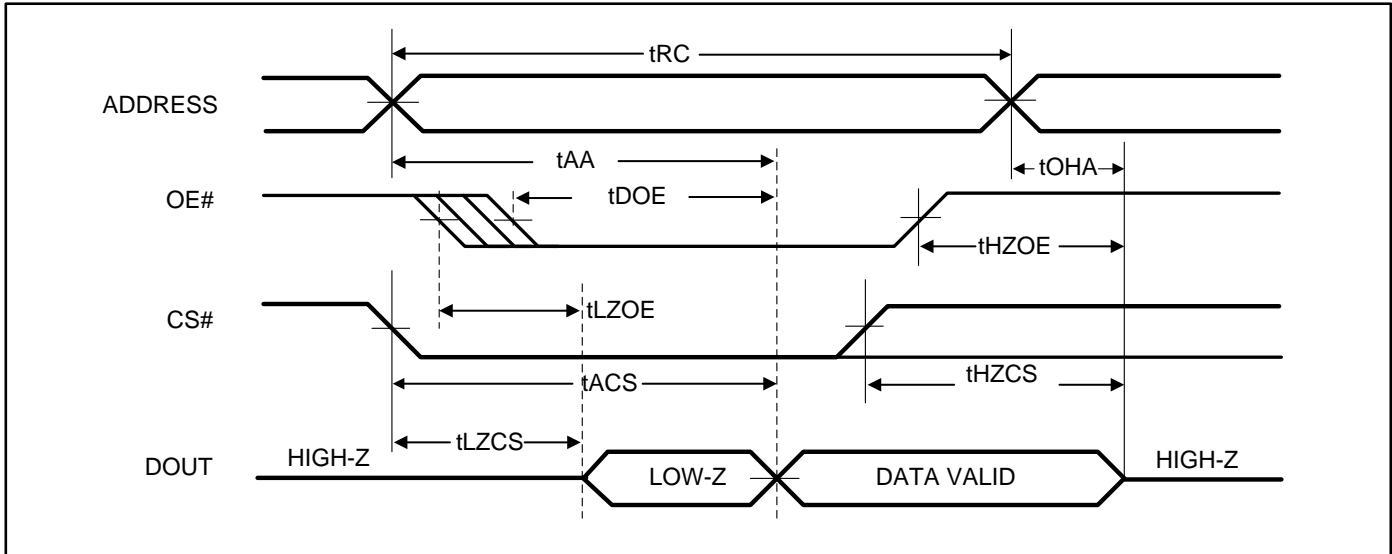 tRC
ADDRESS
tAA
tOHA
OE#
tDOE
tHZOE
tLZOE
CS#
tACS
tHZCS
tLZCS
HIGH-Z
DOUT
LOW-Z
DATA VALID
HIGH-Z